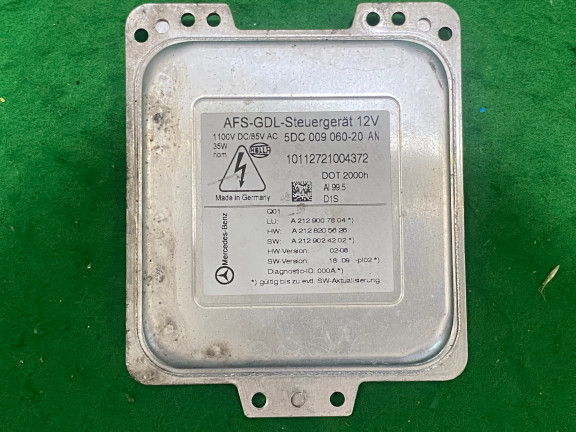 AFS-GDL-Steuergerät 12V
1100V DC/85V AC 5DC 009 060-20 AN
35W
nom.
HELLA
10112721004372
DOT 2000h
Al 99.5
D1S
Made in Germany
Q01
LU: A 212 900 78 04 *)
HW: A 212 820 56 26
SW: A 212 902 42 02 *)
HW-Version: 02-08
SW-Version: 18 09 -pl02 *)
Diagnostic-ID: 000A *)
*) gültig bis zu evtl. SW-Aktualisierung
Mercedes-Benz